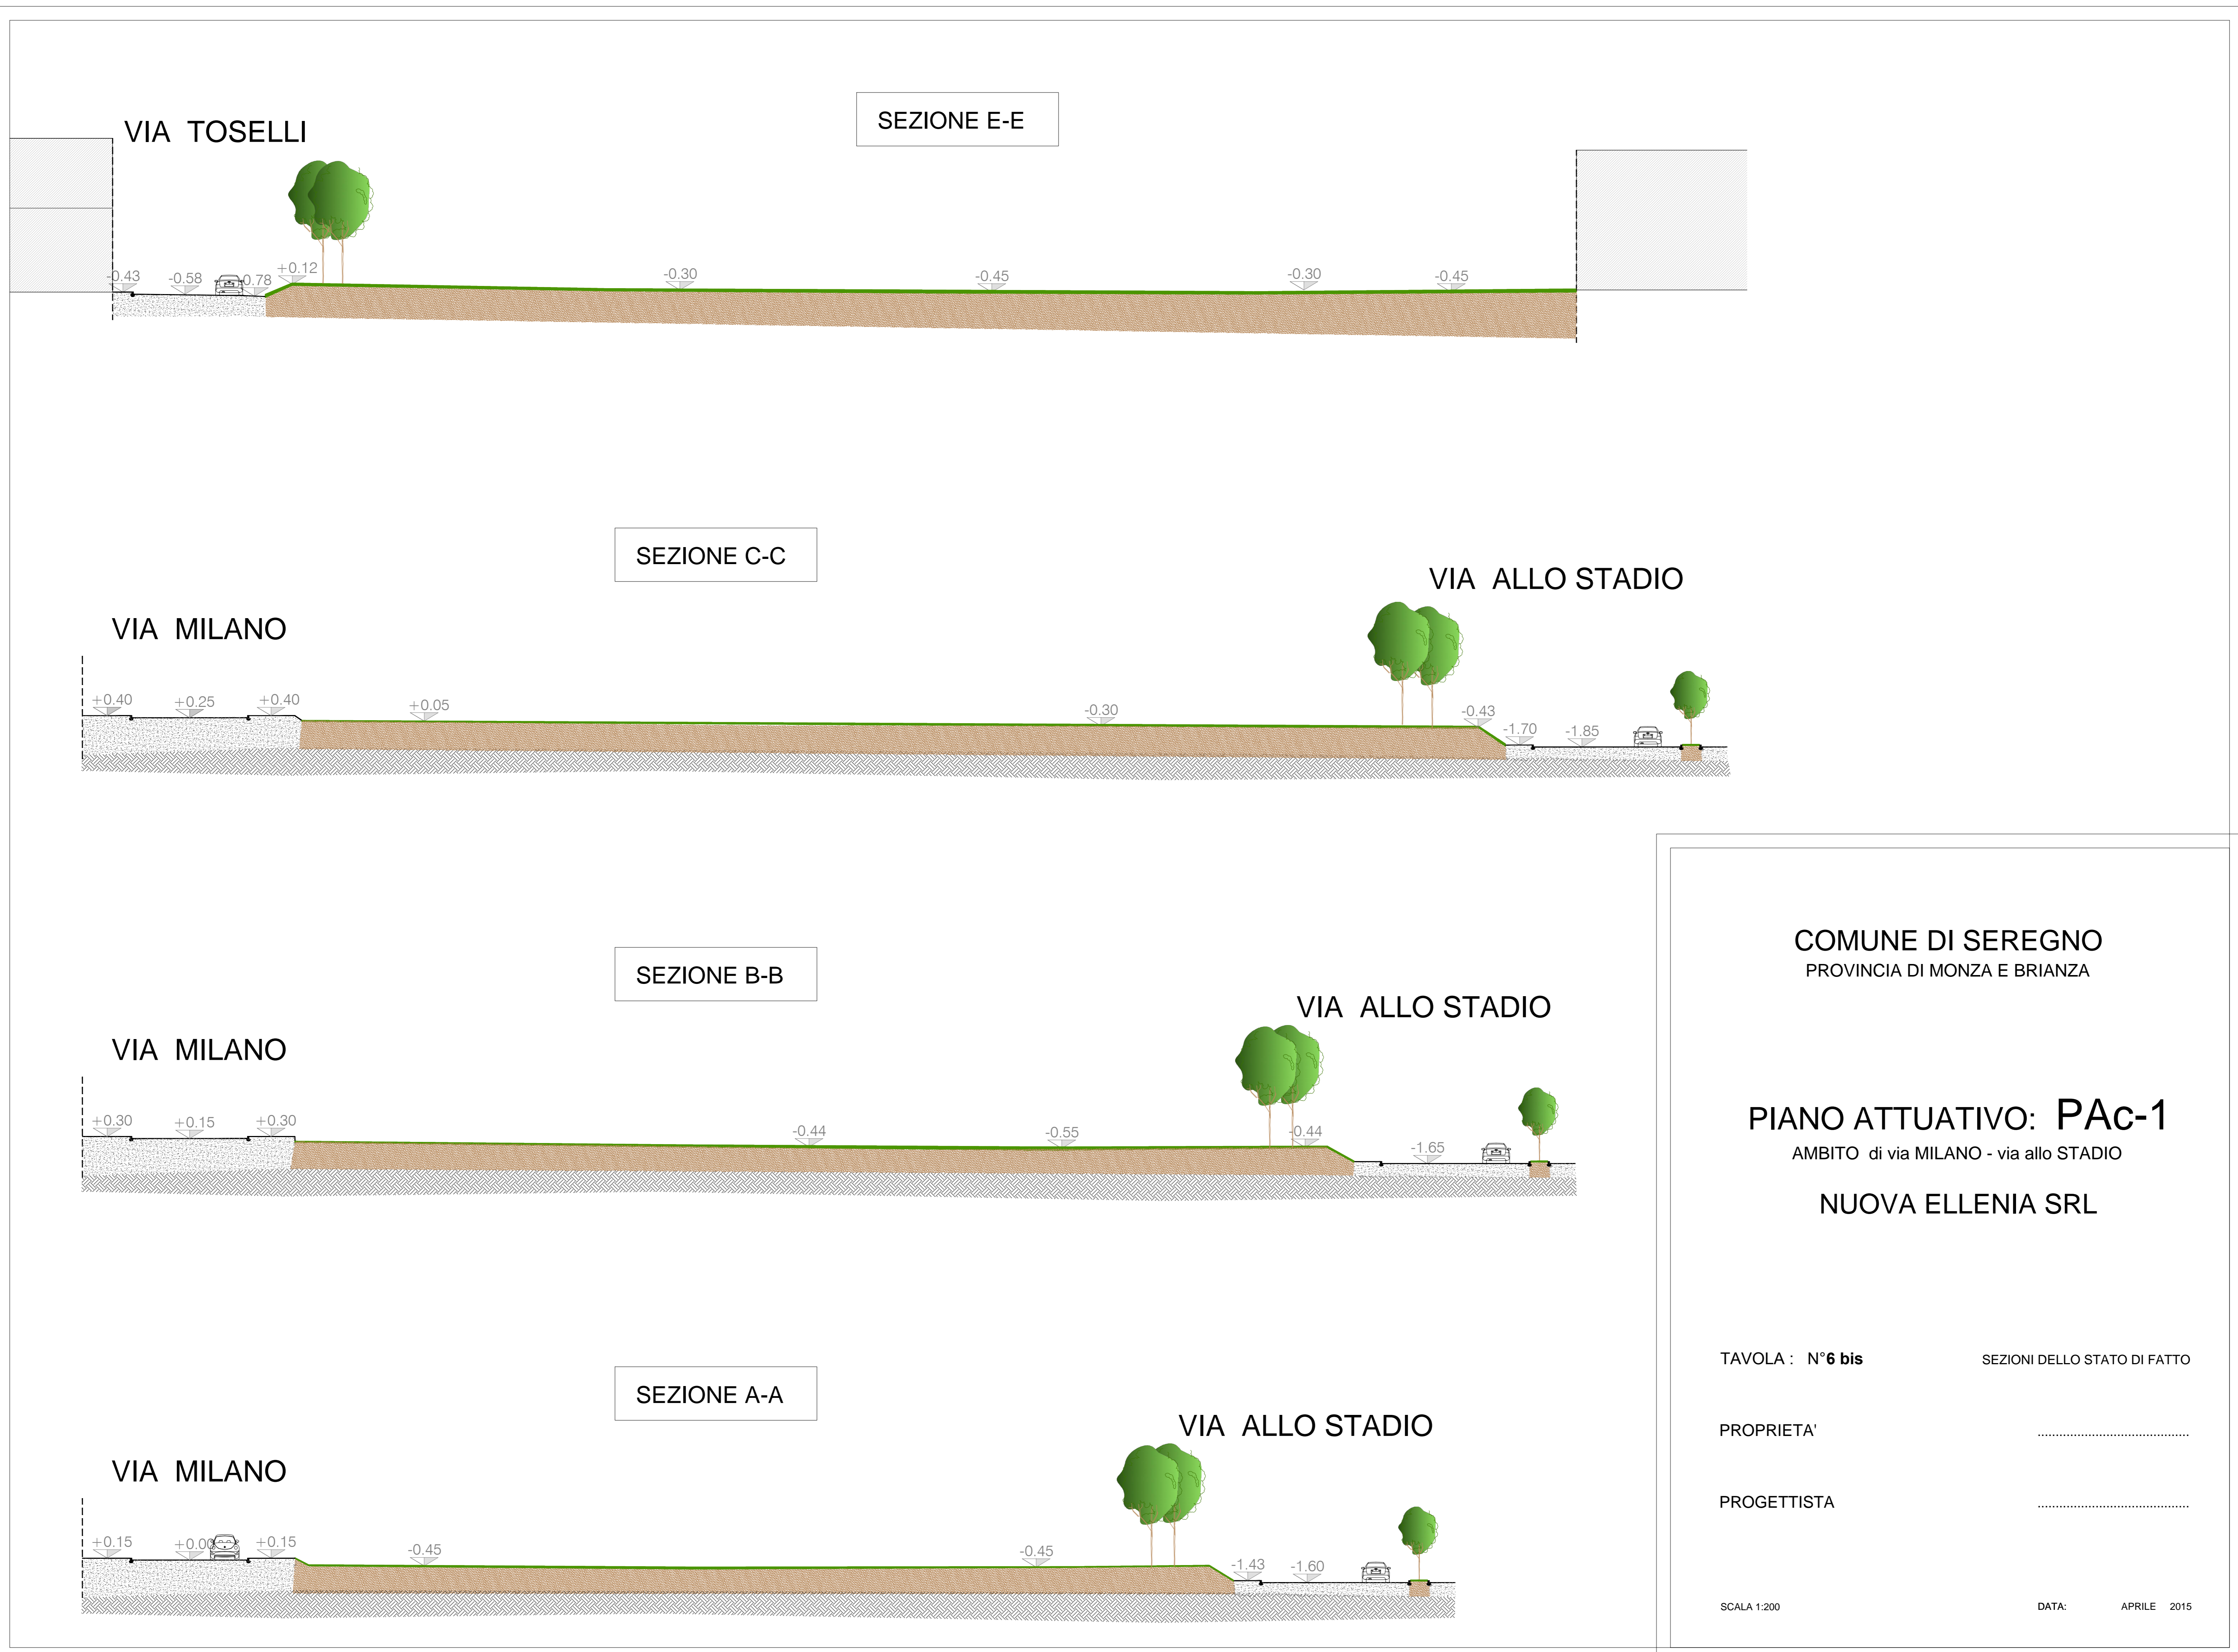 SEZIONE E-E
VIA TOSELLI
-0.43 -0.58 -0.78 +0.12 -0.30 -0.45 -0.30 -0.45
SEZIONE C-C
VIA ALLO STADIO
VIA MILANO
+0.40 +0.25 +0.40 +0.05 -0.30 -0.43 -1.70 -1.85
SEZIONE B-B
VIA ALLO STADIO
VIA MILANO
+0.30 +0.15 +0.30 -0.44 -0.55 -0.44 -1.65
SEZIONE A-A
VIA ALLO STADIO
VIA MILANO
+0.15 +0.00 +0.15 -0.45 -0.45 -1.43 -1.60
COMUNE DI SEREGNO
PROVINCIA DI MONZA E BRIANZA
PIANO ATTUATIVO: PAc-1
AMBITO di via MILANO - via allo STADIO
NUOVA ELLENIA SRL
TAVOLA : N°6 bis SEZIONI DELLO STATO DI FATTO
PROPRIETA' ..........................................
PROGETTISTA ..........................................
SCALA 1:200 DATA: APRILE 2015